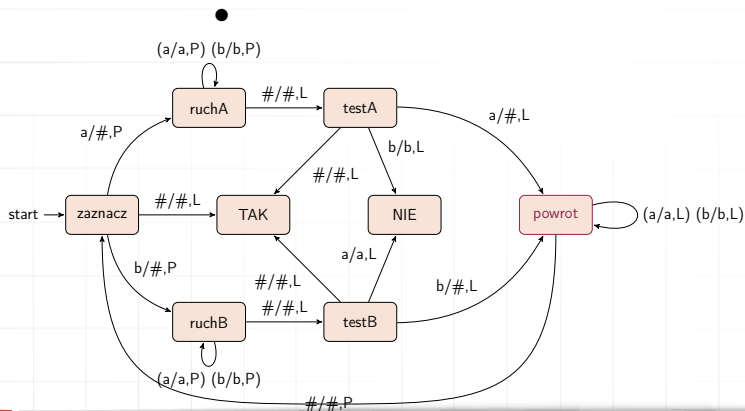 (a/a,P) (b/b,P)
ruchA
#/#,L
testA
a/#,L
a/#,P
b/b,L
#/#,L
start
zaznacz
#/#,L
TAK
NIE
powrot
(a/a,L) (b/b,L)
a/a,L
b/#,P
#/#,L
b/#,L
#/#,L
ruchB
testB
(a/a,P) (b/b,P)
#/#,P